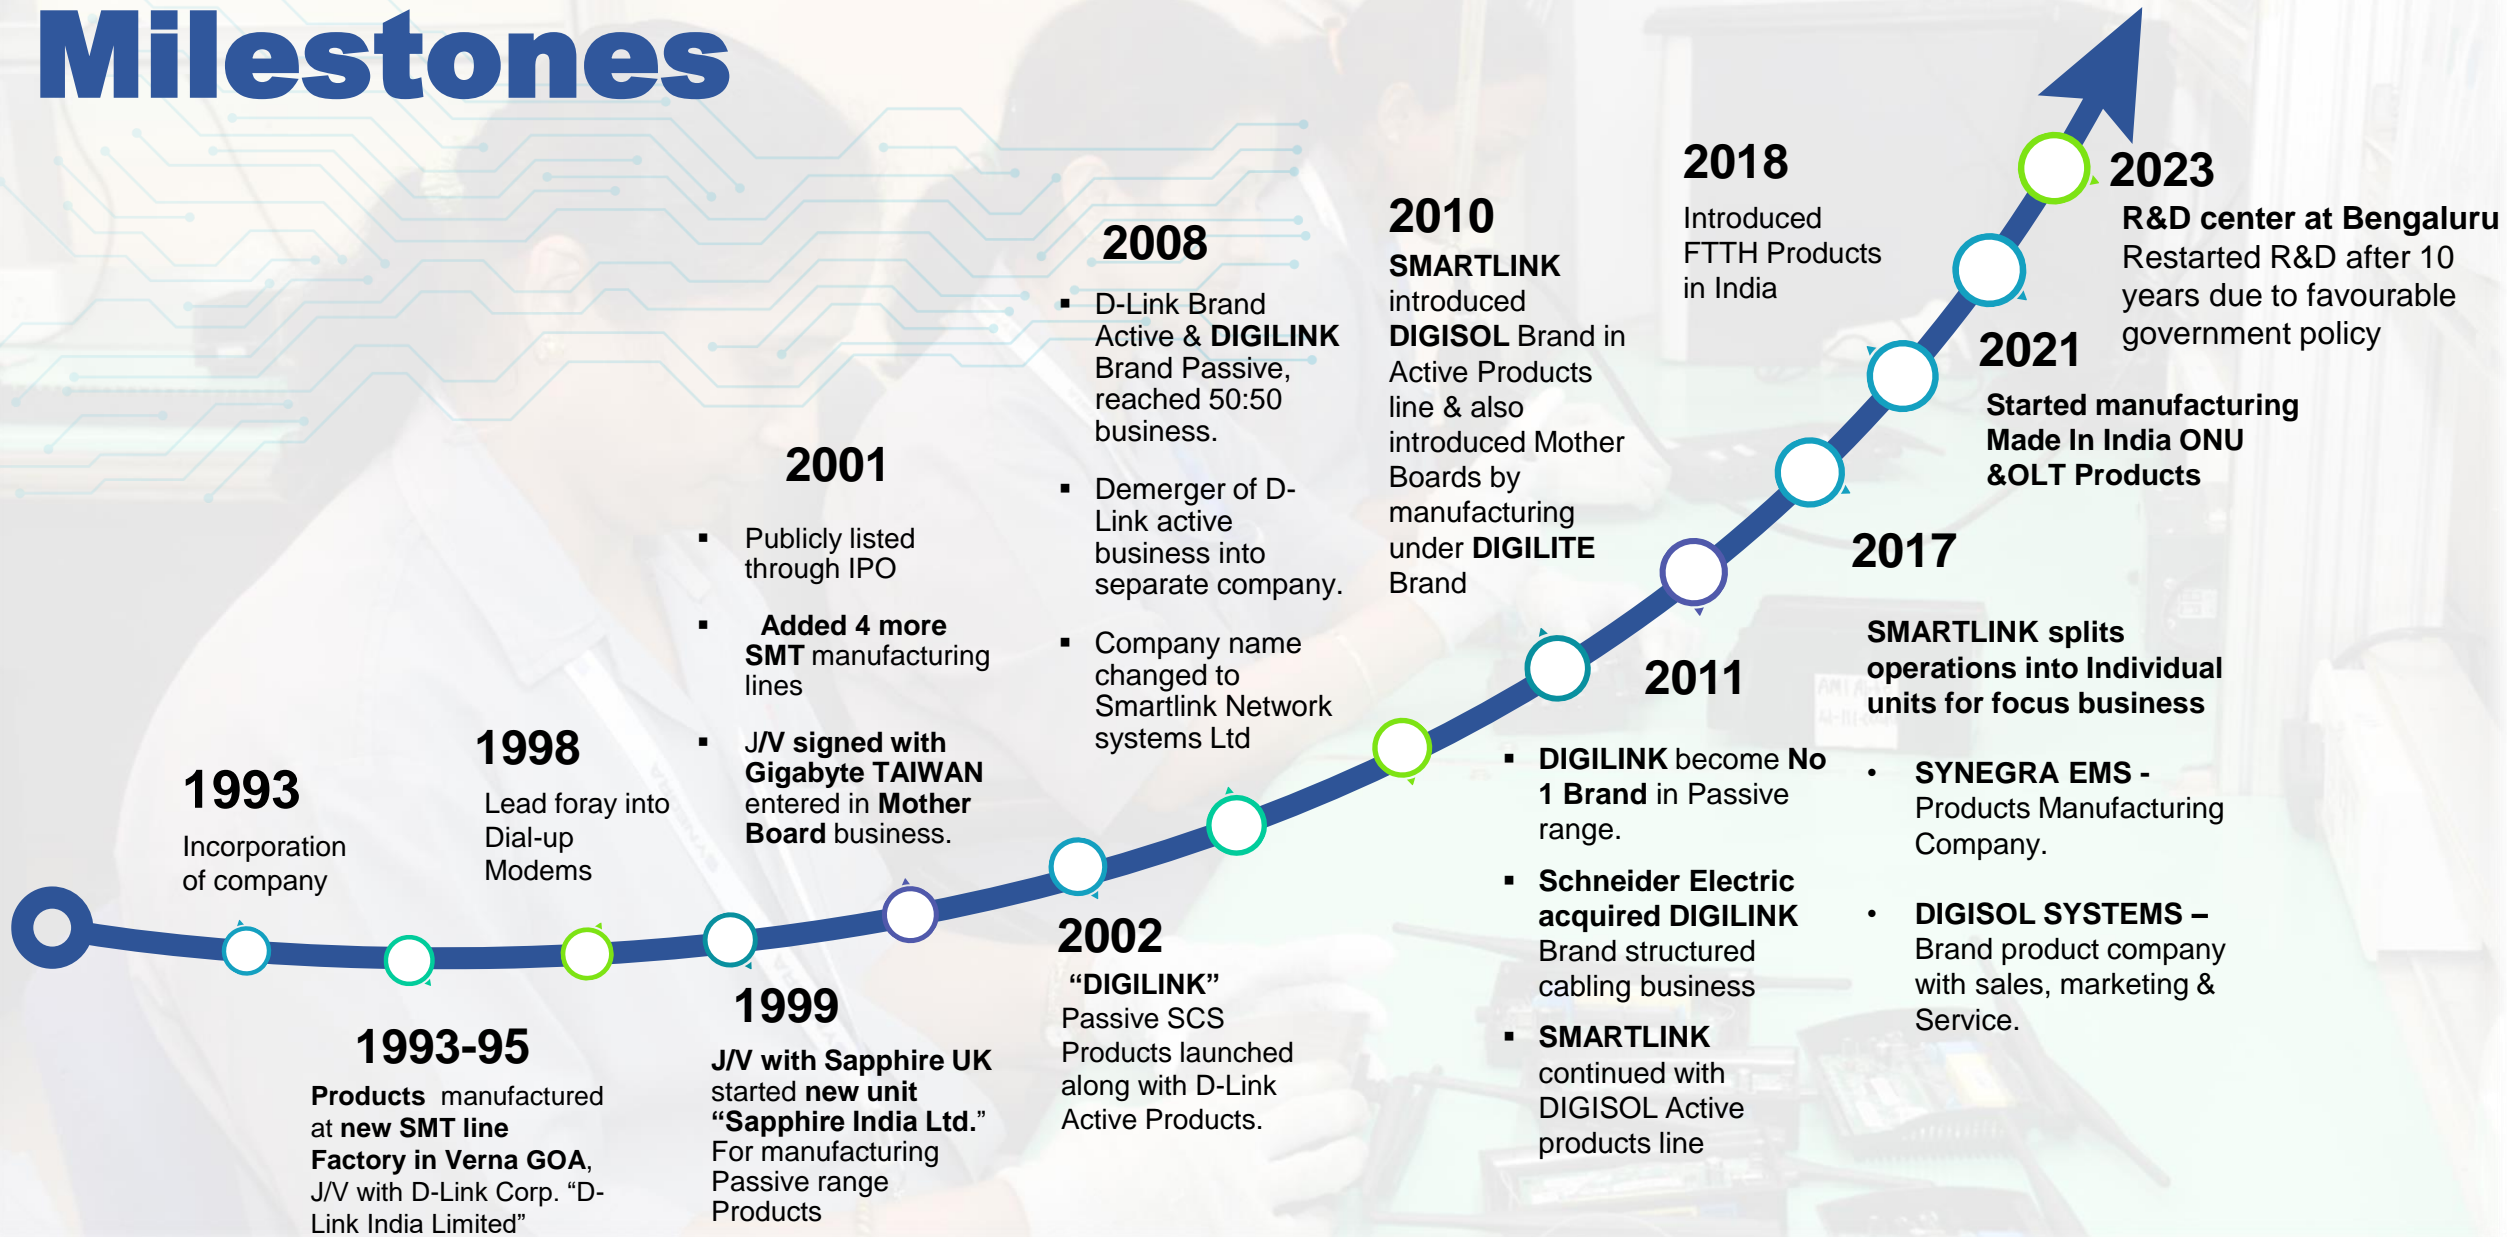 Milestones
1993
Incorporation
of company
1993-95
Products manufactured
at new SMT line
Factory in Verna GOA,
J/V with D-Link Corp. “D-
Link India Limited”
1998
Lead foray into
Dial-up
Modems
1999
J/V with Sapphire UK
started new unit
“Sapphire India Ltd.”
For manufacturing
Passive range
Products
2001
▪ Publicly listed
through IPO
▪ Added 4 more
SMT manufacturing
lines
▪ J/V signed with
Gigabyte TAIWAN
entered in Mother
Board business.
2002
“DIGILINK”
Passive SCS
Products launched
along with D-Link
Active Products.
2008
▪ D-Link Brand
Active & DIGILINK
Brand Passive,
reached 50:50
business.
▪ Demerger of D-
Link active
business into
separate company.
▪ Company name
changed to
Smartlink Network
systems Ltd
2010
SMARTLINK
introduced
DIGISOL Brand in
Active Products
line & also
introduced Mother
Boards by
manufacturing
under DIGILITE
Brand
2011
▪ DIGILINK become No
1 Brand in Passive
range.
▪ Schneider Electric
acquired DIGILINK
Brand structured
cabling business
▪ SMARTLINK
continued with
DIGISOL Active
products line
2017
SMARTLINK splits
operations into Individual
units for focus business
• SYNEGRA EMS -
Products Manufacturing
Company.
• DIGISOL SYSTEMS –
Brand product company
with sales, marketing &
Service.
2018
Introduced
FTTH Products
in India
2021
Started manufacturing
Made In India ONU
&OLT Products
2023
R&D center at Bengaluru
Restarted R&D after 10
years due to favourable
government policy